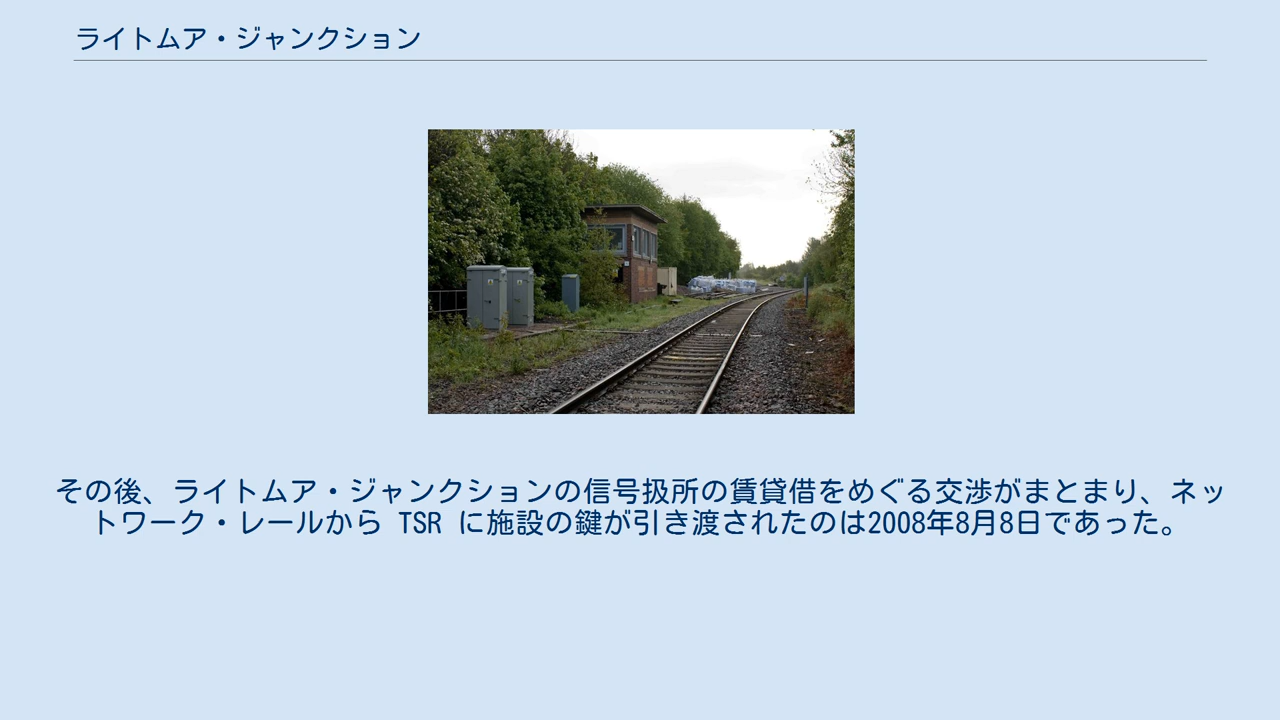 ライトムア・ジャンクション
その後、ライトムア・ジャンクションの信号扱所の賃貸借をめぐる交渉がまとまり、ネッ
トワーク・レールから TSR に施設の鍵が引き渡されたのは2008年8月8日であった。